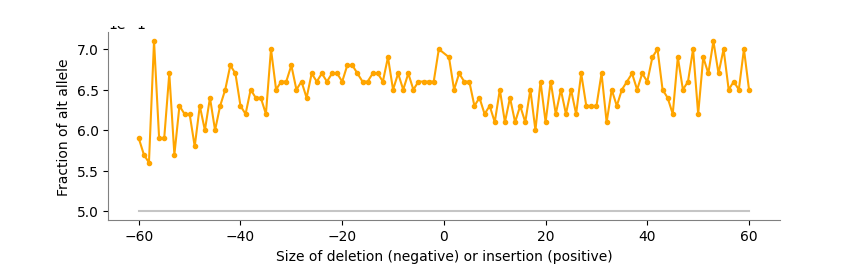 7.0
6.5
6.0
5.5
5.0
Fraction of alt allele
−60 −40 −20 0 20 40 60
Size of deletion (negative) or insertion (positive)